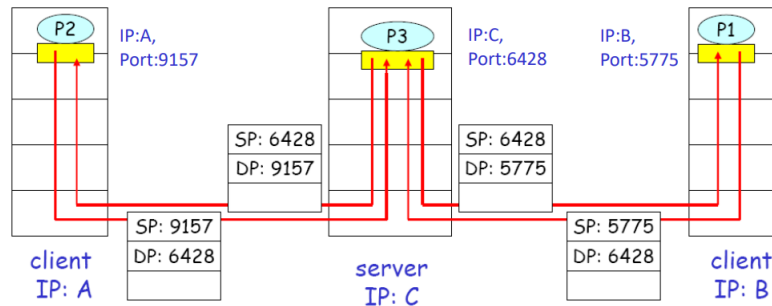 P2
IP:A,
Port:9157
P3
IP:C,
Port:6428
IP:B,
Port:5775
P1
SP: 6428
DP: 9157
SP: 6428
DP: 5775
SP: 9157
DP: 6428
SP: 5775
DP: 6428
client
IP: A
server
IP: C
client
IP: B